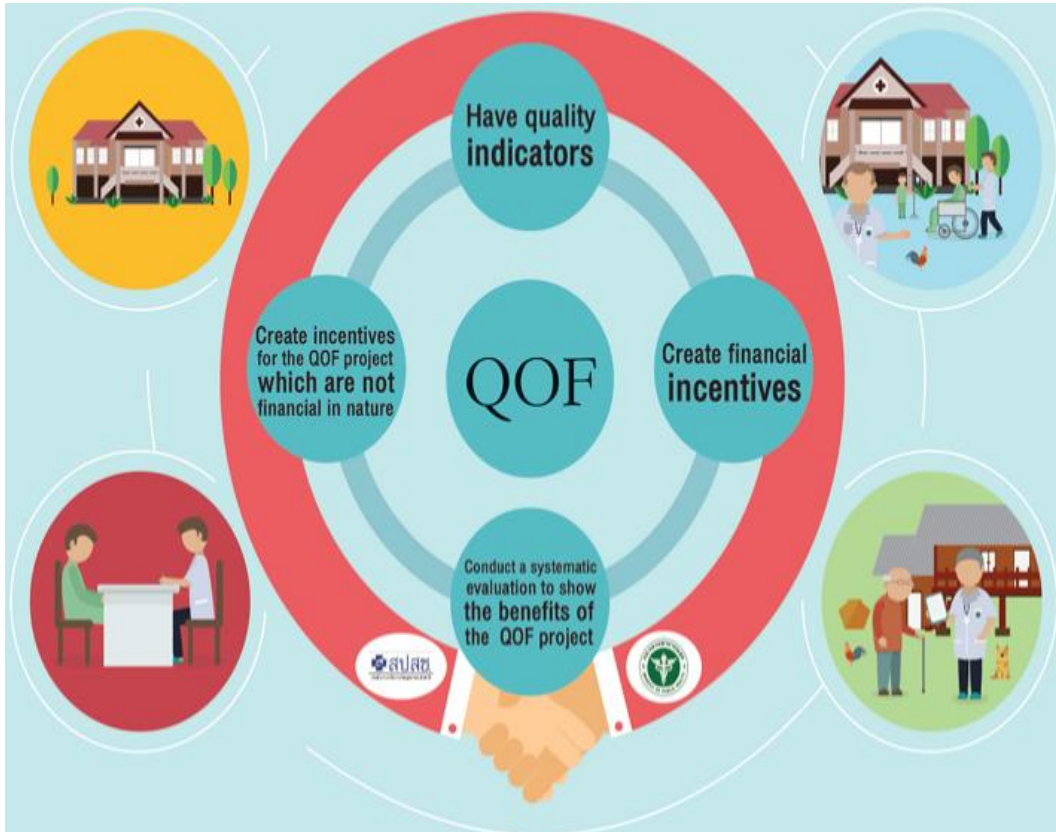 Have quality
indicators
Create incentives
for the QOF project
which are not
financial in nature
QOF
Create financial
incentives
Conduct a systematic
evaluation to show
the benefits of
the QOF project
สปสช